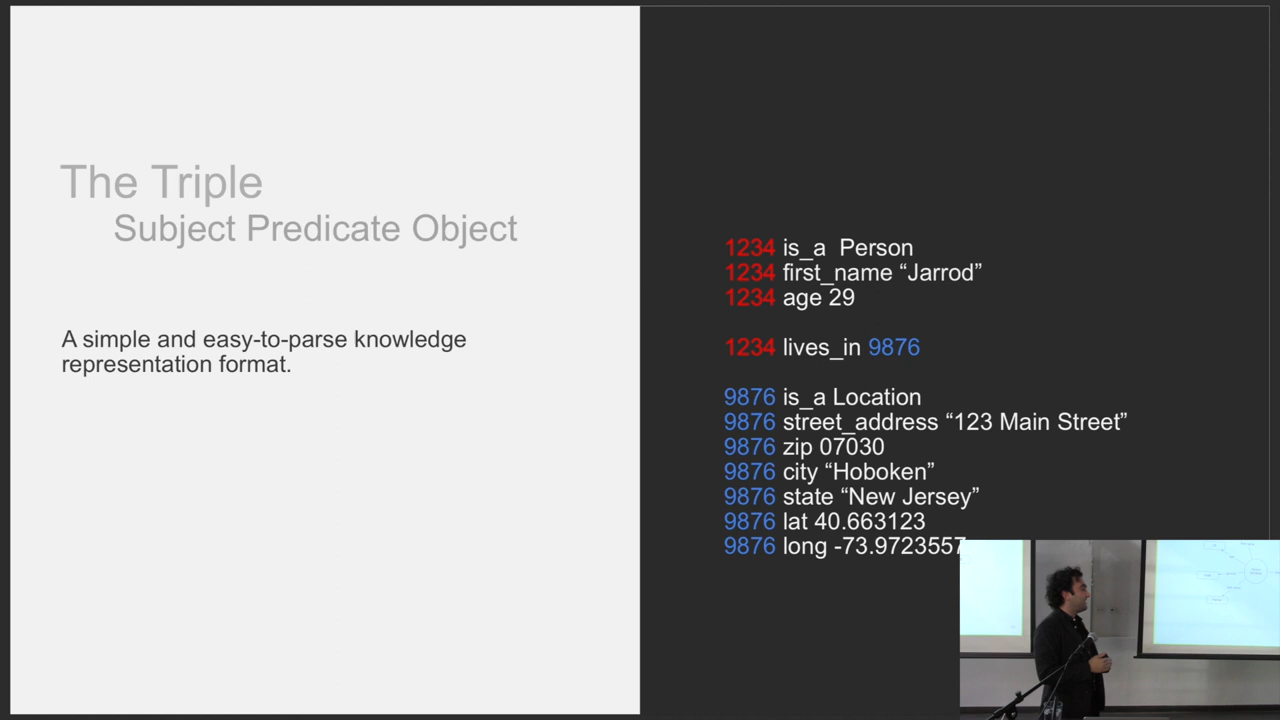 The Triple
Subject Predicate Object
A simple and easy-to-parse knowledge
representation format.
1234 is_a  Person
1234 first_name “Jarrod”
1234 age 29
1234 lives_in 9876
9876 is_a Location
9876 street_address “123 Main Street”
9876 zip 07030
9876 city “Hoboken”
9876 state “New Jersey”
9876 lat 40.663123
9876 long -73.9723557